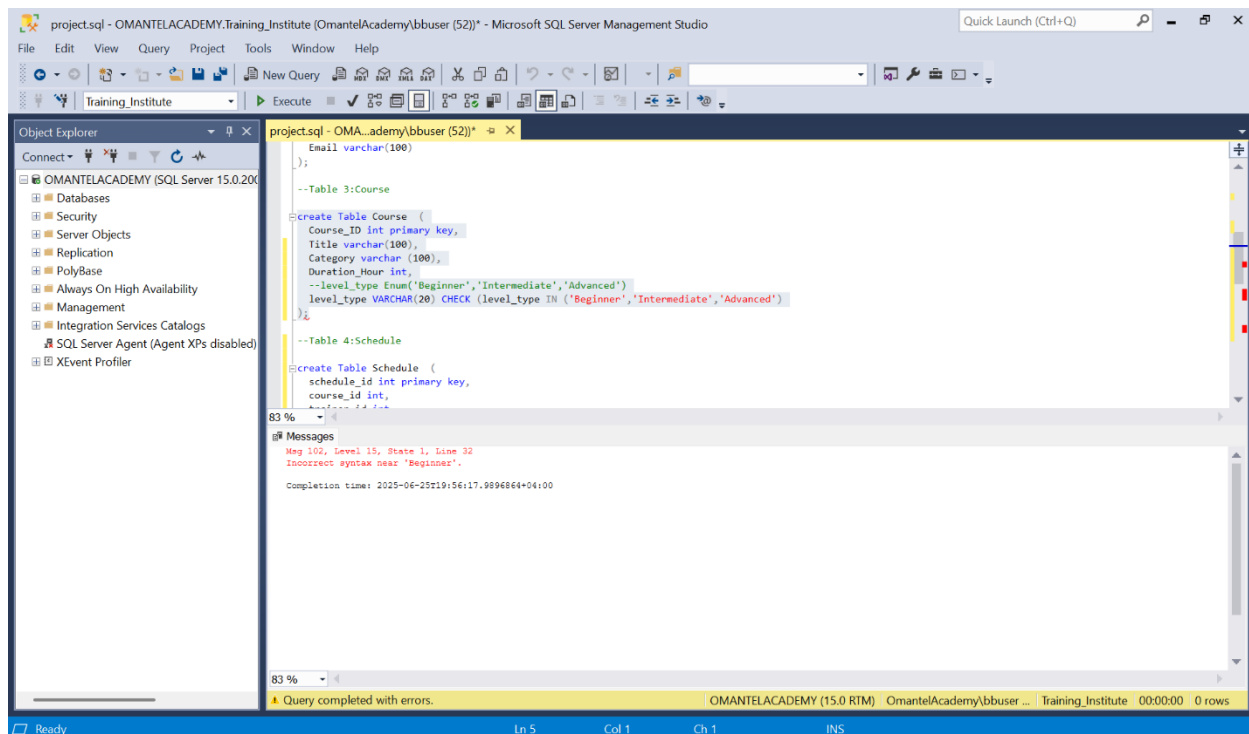 project.sql - OMANTELACADEMY.Training_Institute (OmantelAcademy\bbuser (52))* - Microsoft SQL Server Management Studio
Quick Launch (Ctrl+Q)
File Edit View Query Project Tools Window Help
New Query MDX DMX XMLA DAX
Training_Institute Execute
Object Explorer
project.sql - OMA...ademy\bbuser (52))*
Connect
OMANTELACADEMY (SQL Server 15.0.200
Databases
Security
Server Objects
Replication
PolyBase
Always On High Availability
Management
Integration Services Catalogs
SQL Server Agent (Agent XPs disabled)
XEvent Profiler
Email varchar(100)
);
--Table 3:Course
create Table Course (
Course_ID int primary key,
Title varchar(100),
Category varchar (100),
Duration_Hour int,
--level_type Enum('Beginner','Intermediate','Advanced')
level_type VARCHAR(20) CHECK (level_type IN ('Beginner','Intermediate','Advanced')
);
--Table 4:Schedule
create Table Schedule (
schedule_id int primary key,
course_id int,
83 %
Messages
Msg 102, Level 15, State 1, Line 32
Incorrect syntax near 'Beginner'.
Completion time: 2025-06-25T19:56:17.9896864+04:00
83 %
Query completed with errors. OMANTELACADEMY (15.0 RTM) OmantelAcademy\bbuser ... Training_Institute 00:00:00 0 rows
Ready Ln 5 Col 1 Ch 1 INS